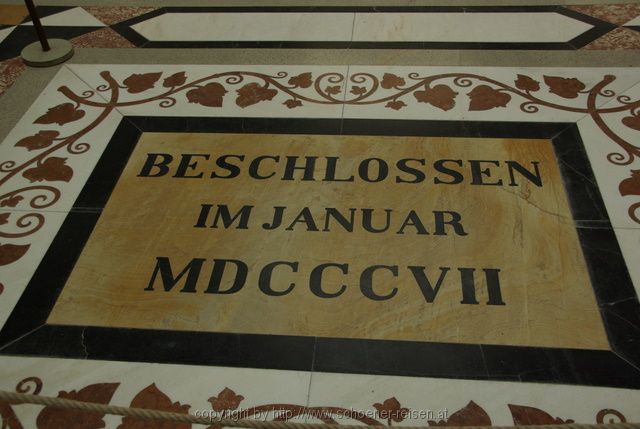 BESCHLOSSEN
IM JANUAR
MDCCCVII
copyright by http://www.schoener-reisen.at